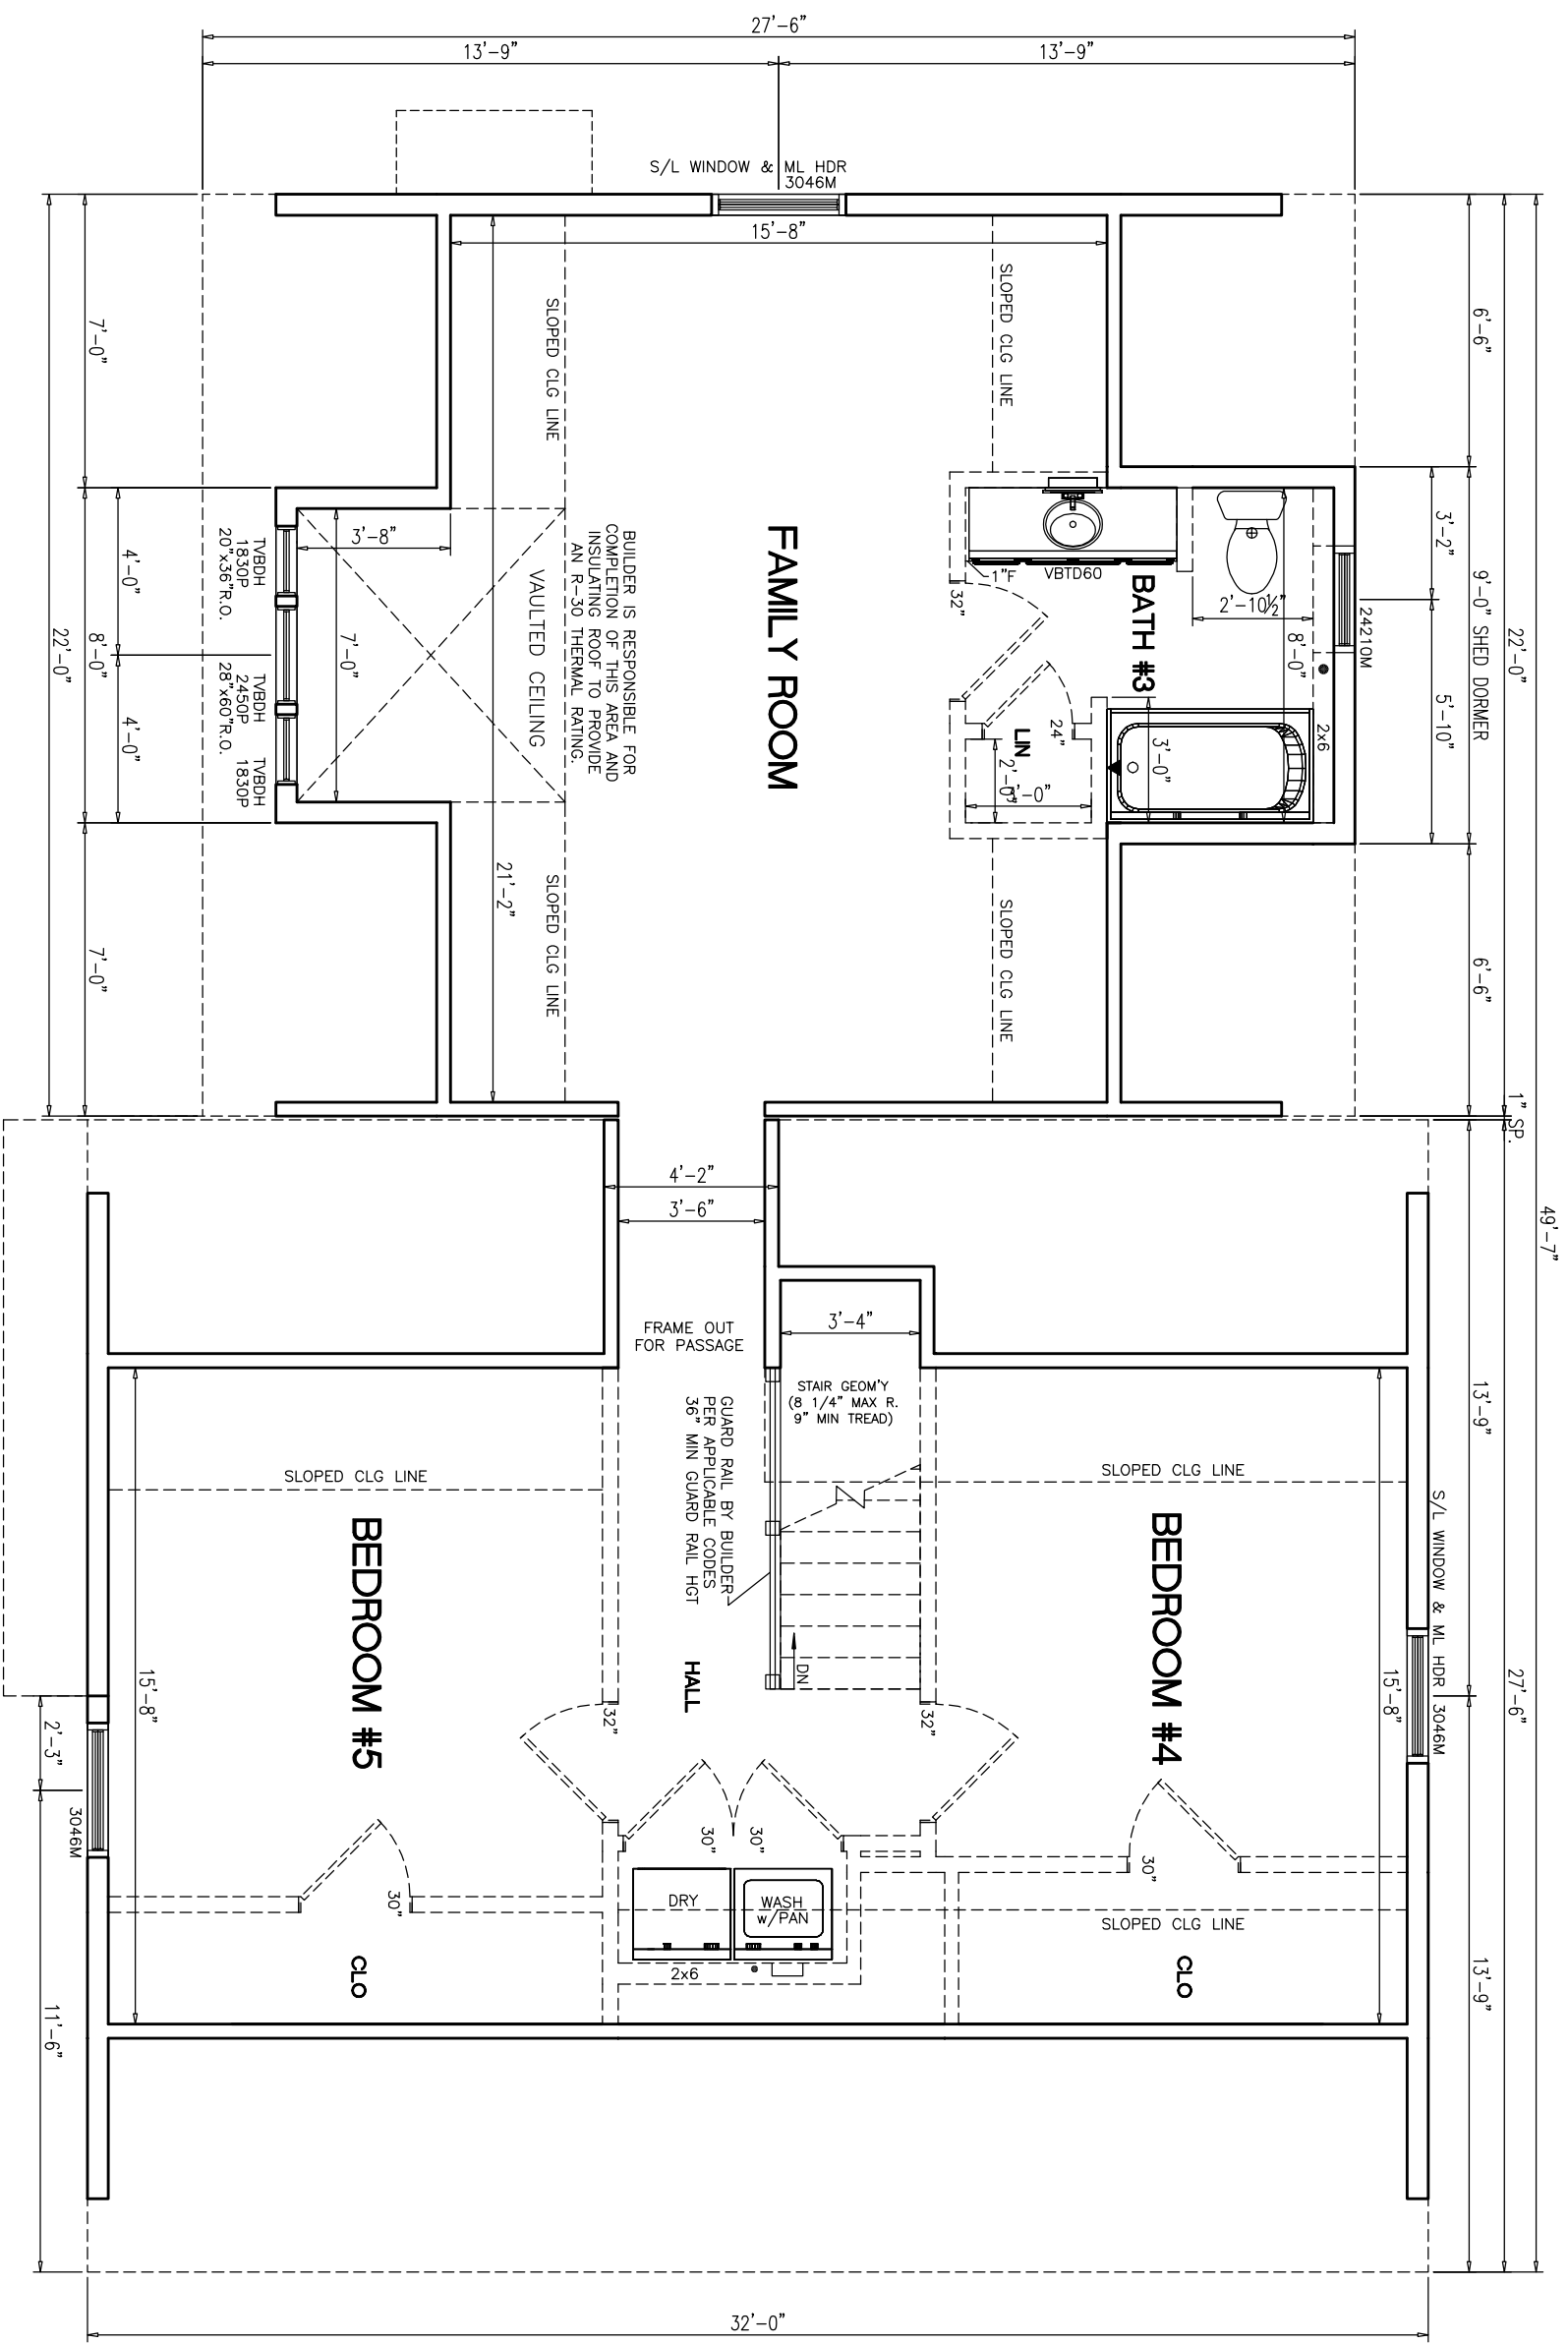 27'-6"
13'-9"
13'-9"
S/L WINDOW & ML HDR
3046M
15'-8"
SLOPED CLG LINE
SLOPED CLG LINE
7'-0"
6'-6"
22'-0"
8'-0"
4'-0"
4'-0"
7'-0"
TVBDH
1830P
20"x36"R.O.
TVBDH
2450P
28"x60"R.O.
TVBDH
1830P
3'-8"
7'-0"
VAULTED CEILING
BUILDER IS RESPONSIBLE FOR
COMPLETION OF THIS AREA AND
INSULATING ROOF TO PROVIDE
AN R-30 THERMAL RATING.
FAMILY ROOM
21'-2"
SLOPED CLG LINE
SLOPED CLG LINE
1"F
VBTD60
32"
BATH #3
2'-10½"
8'-0"
24210M
2x6
LIN
24"
3'-0"
2'-0"
3'-0"
3'-2"
5'-10"
9'-0" SHED DORMER
22'-0"
6'-6"
1" SP.
49'-7"
4'-2"
3'-6"
3'-4"
FRAME OUT
FOR PASSAGE
STAIR GEOM'Y
(8 1/4" MAX R.
9" MIN TREAD)
GUARD RAIL BY BUILDER
PER APPLICABLE CODES
36" MIN GUARD RAIL HGT
SLOPED CLG LINE
SLOPED CLG LINE
13'-9"
27'-6"
S/L WINDOW & ML HDR
3046M
BEDROOM #5
BEDROOM #4
15'-8"
15'-8"
HALL
DN
32"
32"
2'-3"
3046M
30"
30"
30"
30"
DRY
WASH
w/PAN
2x6
SLOPED CLG LINE
CLO
CLO
11'-6"
13'-9"
32'-0"